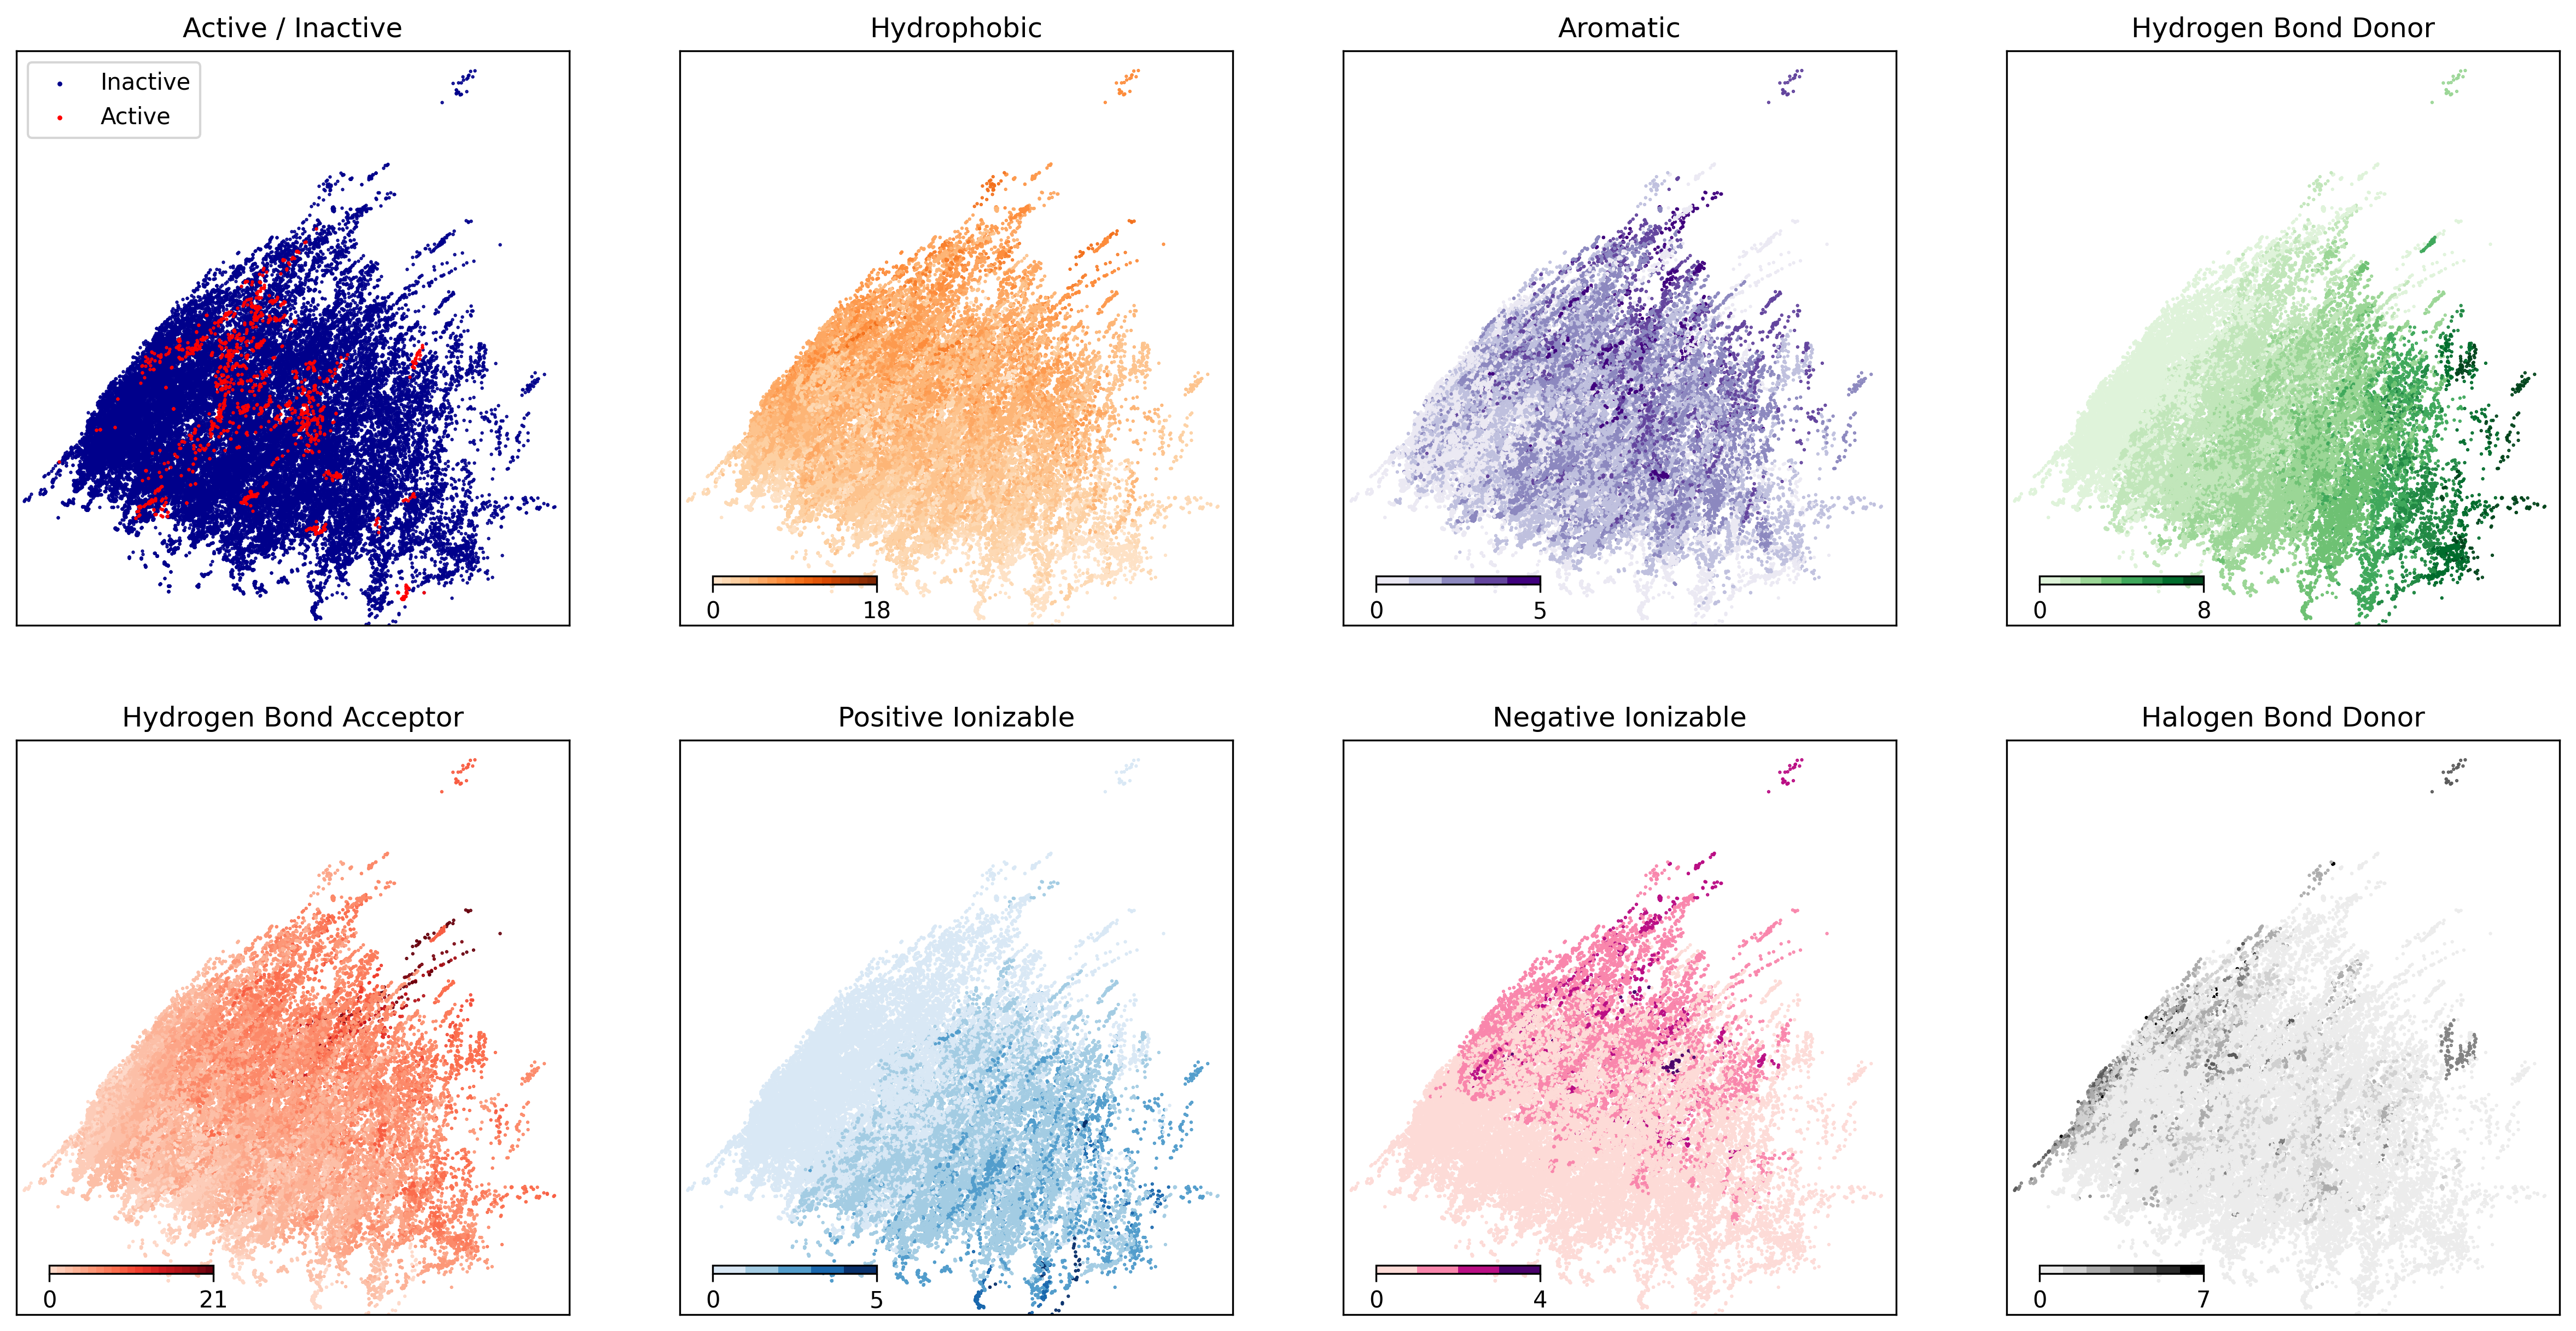 Active / Inactive
Hydrophobic
Aromatic
Hydrogen Bond Donor
Inactive
Active
0 18
0 5
0 8
Hydrogen Bond Acceptor
Positive Ionizable
Negative Ionizable
Halogen Bond Donor
0 21
0 5
0 4
0 7